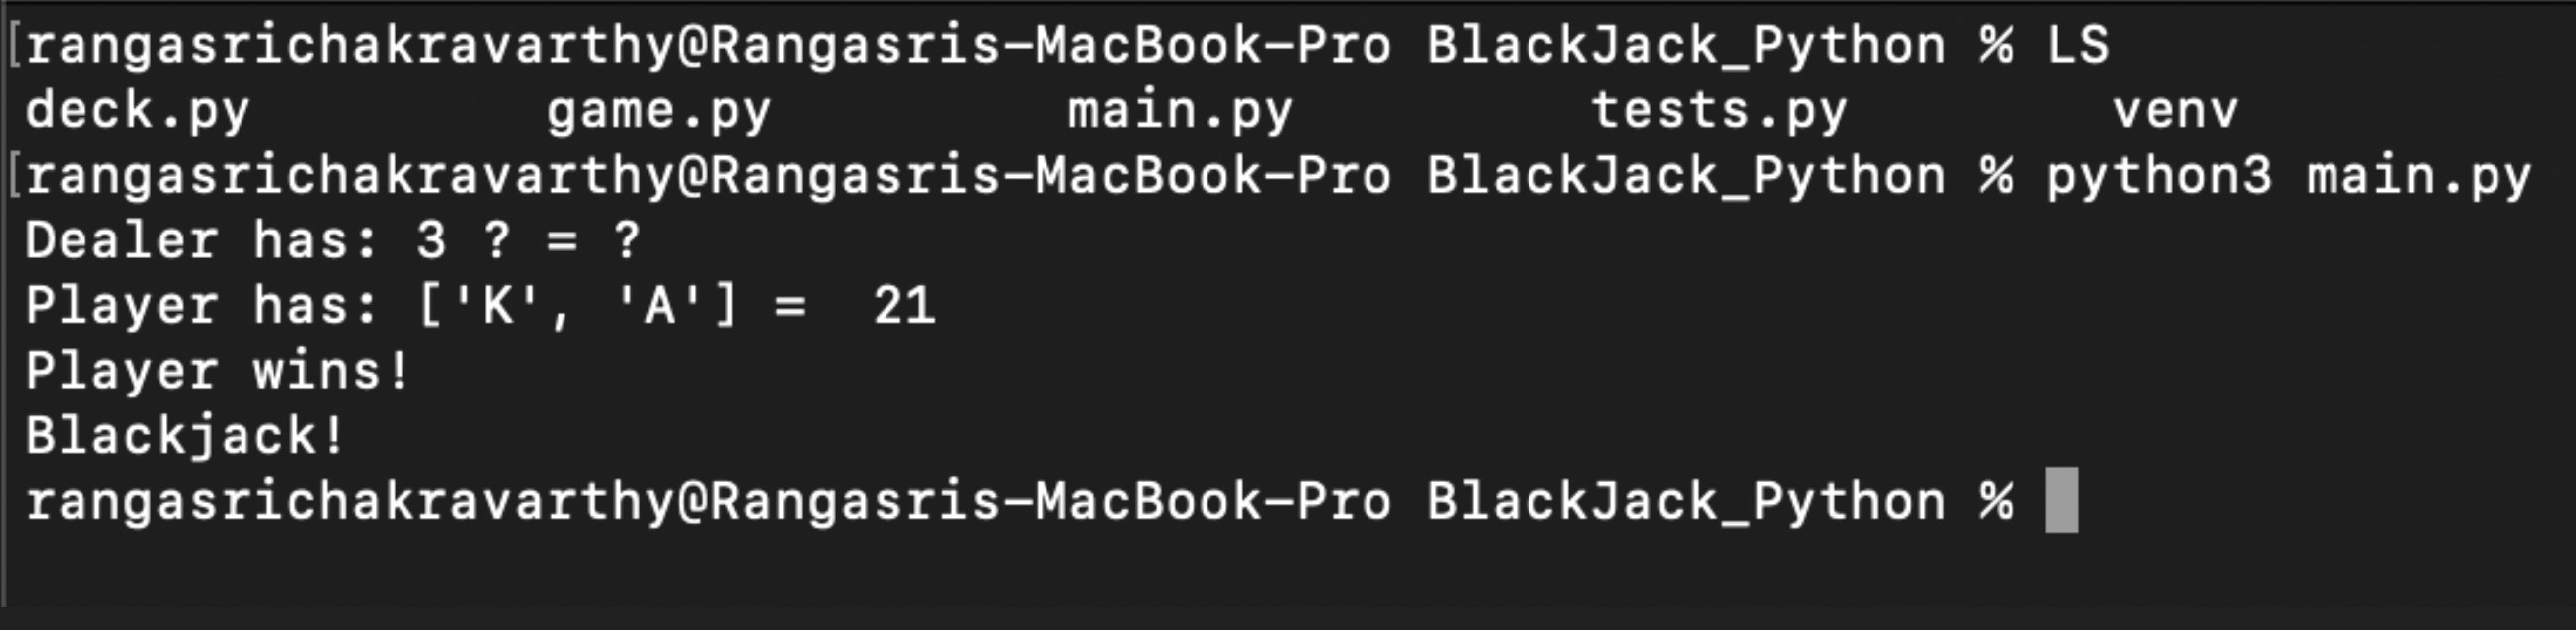 [rangasrichakravarthy@Rangasris-MacBook-Pro BlackJack_Python % LS
deck.py         game.py         main.py         tests.py        venv
[rangasrichakravarthy@Rangasris-MacBook-Pro BlackJack_Python % python3 main.py
Dealer has: 3 ? = ?
Player has: ['K', 'A'] =  21
Player wins!
Blackjack!
rangasrichakravarthy@Rangasris-MacBook-Pro BlackJack_Python %